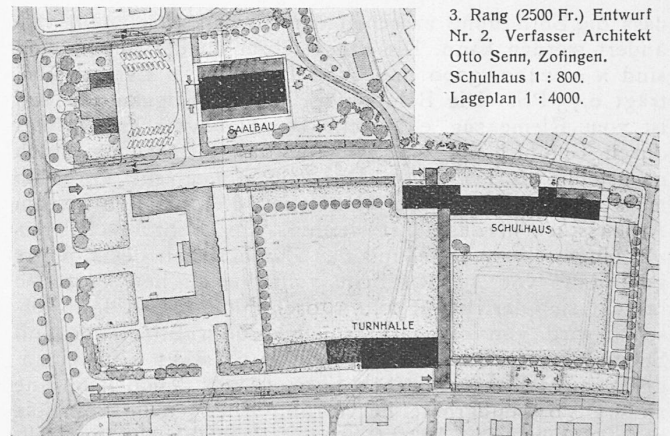 3. Rang (2500 Fr.) Entwurf
Nr. 2. Verfasser Architekt
Otto Senn, Zofingen.
Schulhaus 1 : 800.
Lageplan 1 : 4000.
SAALBAU
SCHULHAUS
TURNHALLE